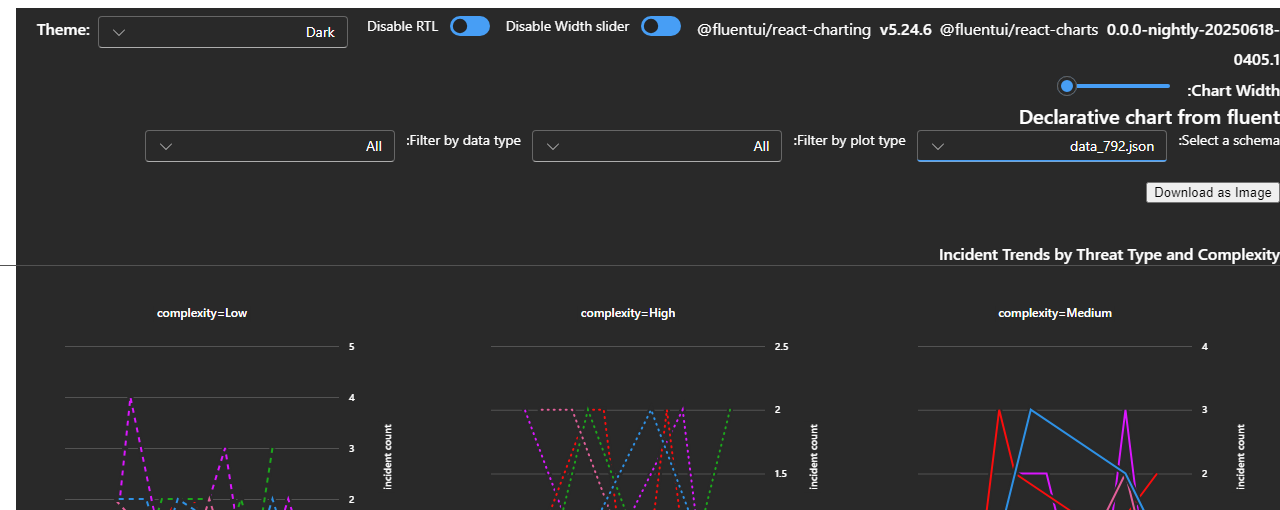 Theme: Dark Disable RTL Disable Width slider @fluentui/react-charting v5.24.6 @fluentui/react-charts 0.0.0-nightly-20250618-
0405.1
:Chart Width
Declarative chart from fluent
:Select a schema data_792.json :Filter by plot type All :Filter by data type All
Download as Image
Incident Trends by Threat Type and Complexity
complexity=Low
5
4
3
2
incident count
complexity=High
2.5
2
1.5
incident count
complexity=Medium
4
3
2
incident count